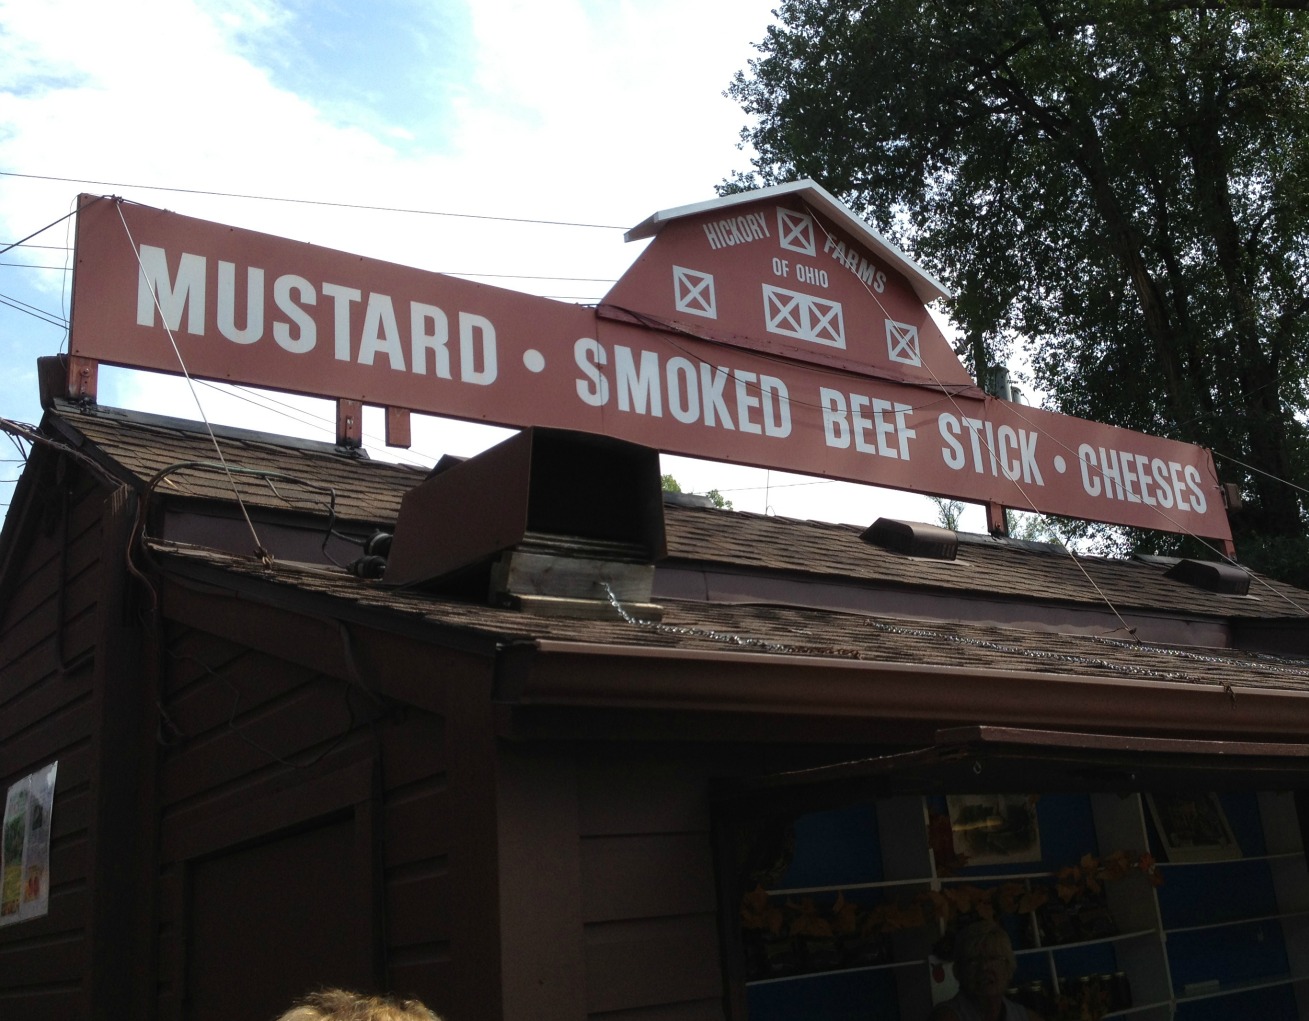 HICKORY FARMS
OF OHIO
MUSTARD • SMOKED BEEF STICK • CHEESES